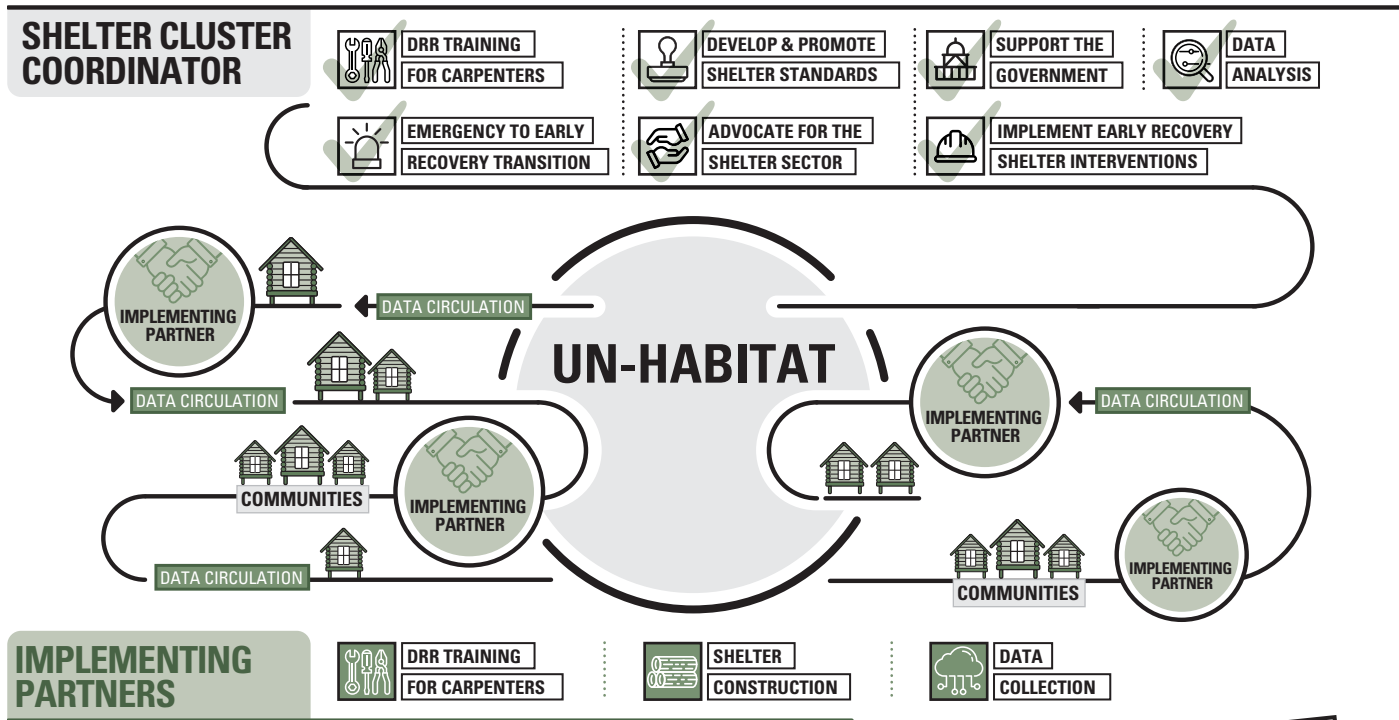 SHELTER CLUSTER
COORDINATOR
DRR TRAINING
FOR CARPENTERS
DEVELOP & PROMOTE
SHELTER STANDARDS
SUPPORT THE
GOVERNMENT
DATA
ANALYSIS
EMERGENCY TO EARLY
RECOVERY TRANSITION
ADVOCATE FOR THE
SHELTER SECTOR
IMPLEMENT EARLY RECOVERY
SHELTER INTERVENTIONS
IMPLEMENTING
PARTNER
DATA CIRCULATION
UN-HABITAT
DATA CIRCULATION
IMPLEMENTING
PARTNER
DATA CIRCULATION
COMMUNITIES
IMPLEMENTING
PARTNER
DATA CIRCULATION
IMPLEMENTING
PARTNER
COMMUNITIES
IMPLEMENTING
PARTNERS
DRR TRAINING
FOR CARPENTERS
SHELTER
CONSTRUCTION
DATA
COLLECTION